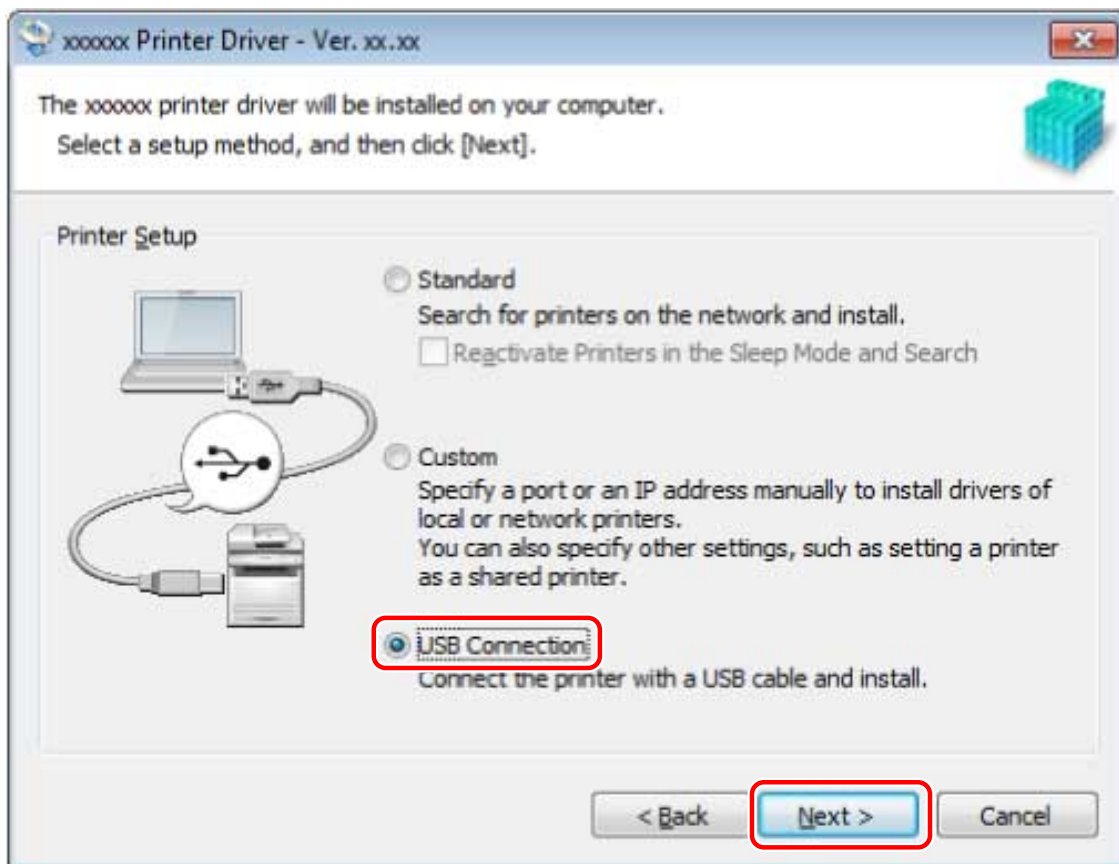 xxxxxx Printer Driver - Ver. xx.xx
The xxxxxx printer driver will be installed on your computer.
Select a setup method, and then click [Next].
Printer Setup
Standard
Search for printers on the network and install.
Reactivate Printers in the Sleep Mode and Search
Custom
Specify a port or an IP address manually to install drivers of
local or network printers.
You can also specify other settings, such as setting a printer
as a shared printer.
USB Connection
Connect the printer with a USB cable and install.
< Back
Next >
Cancel